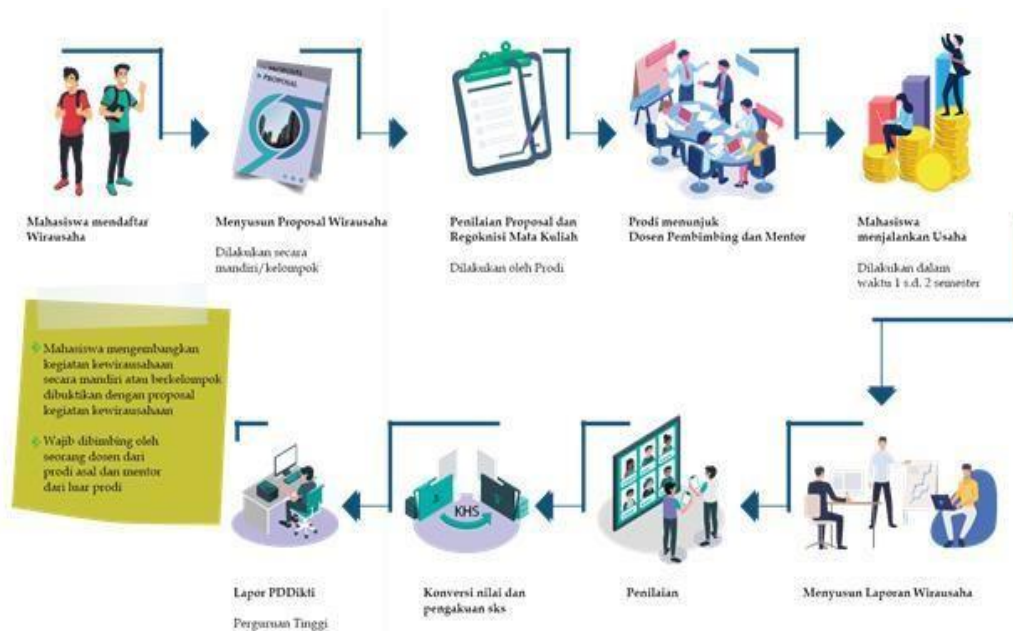 PROPOSAL
PROPOSAL
Mahasiswa mendaftar
Wirausaha
Menyusun Proposal Wirausaha
Dilakukan secara
mandiri/kelompok
Penilaian Proposal dan
Regoknisi Mata Kuliah
Dilakukan oleh Prodi
Prodi menunjuk
Dosen Pembimbing dan Mentor
Mahasiswa
menjalankan Usaha
Dilakukan dalam
waktu 1 s.d. 2 semester
Mahasiswa mengembangkan
kegiatan kewirausahaan
secara mandiri atau berkelompok
dibuktikan dengan proposal
kegiatan kewirausahaan
Wajib dibimbing oleh
seorang dosen dari
prodi asal dan mentor
dari luar prodi
KHS
Lapor PDDikti
Perguruan Tinggi
Konversi nilai dan
pengakuan sks
Penilaian
Menyusun Laporan Wirausaha